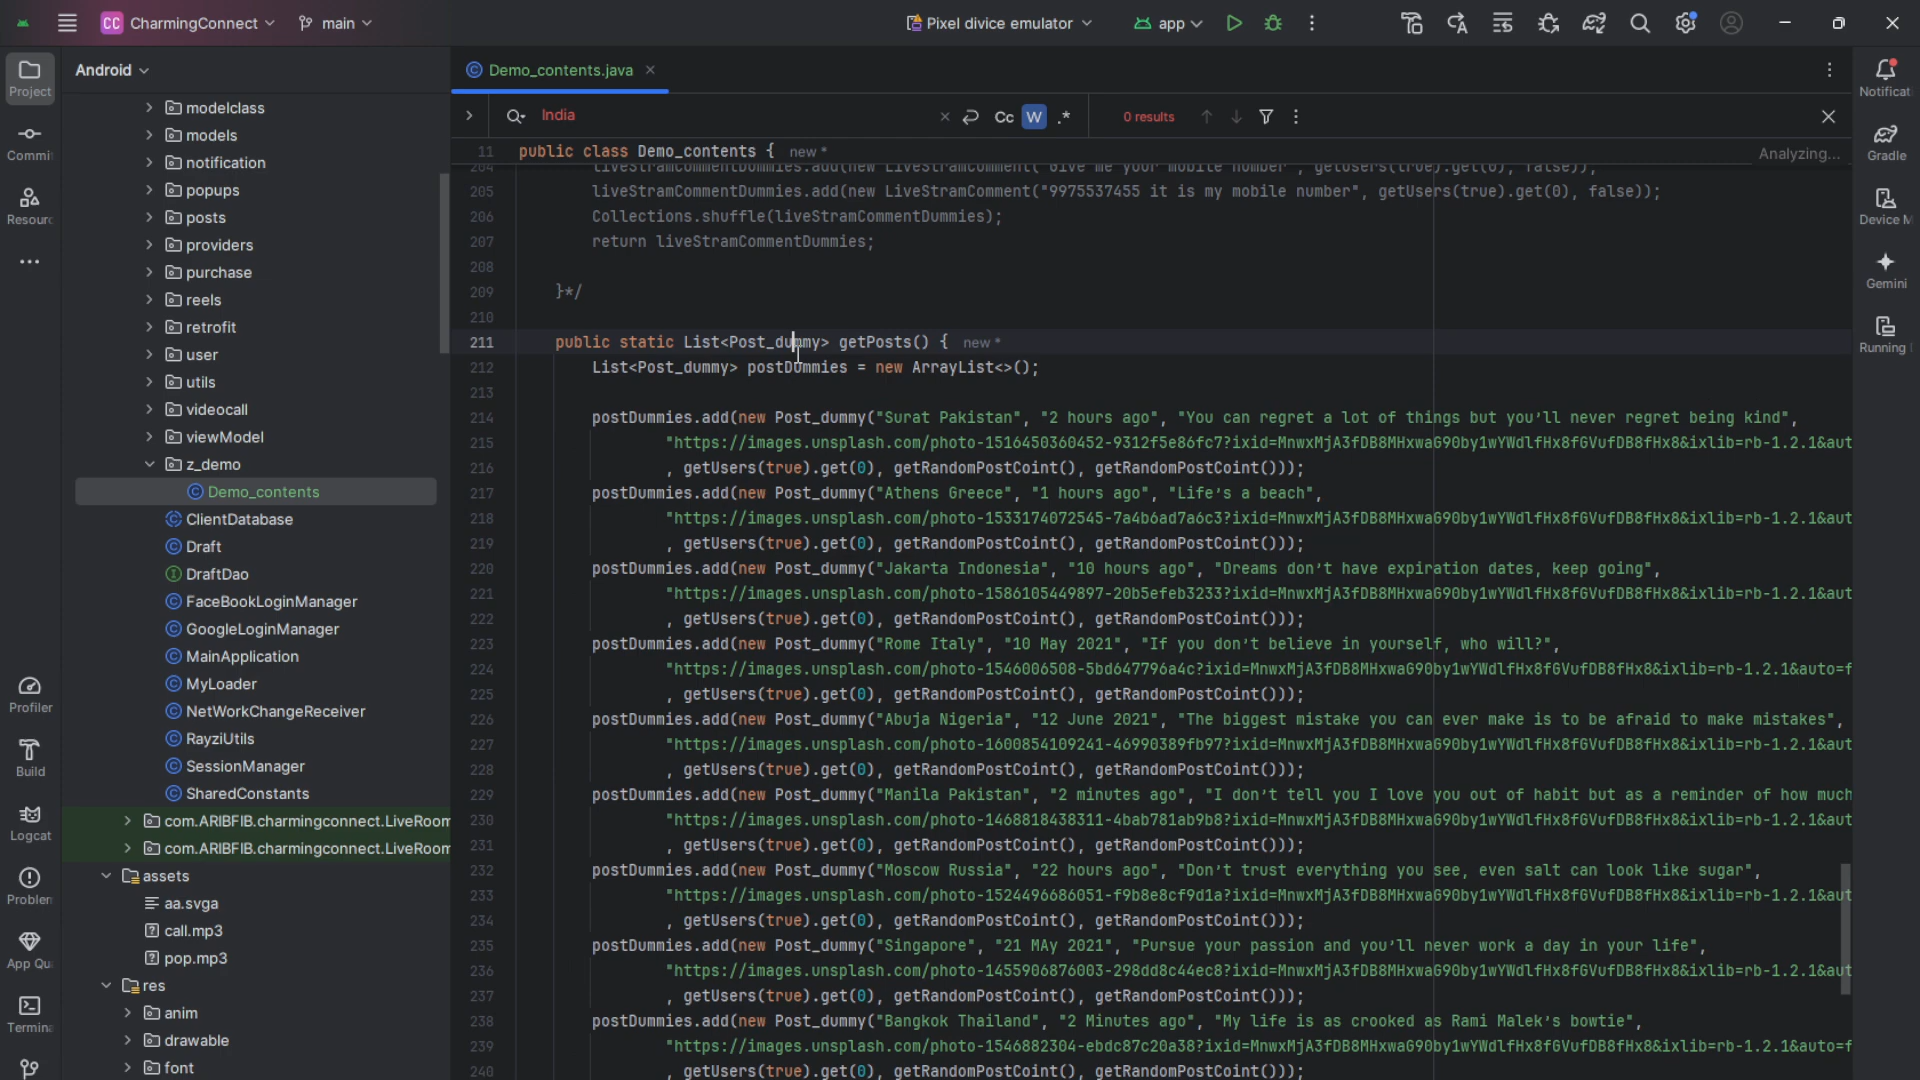 CC CharmingConnect
main
Pixel divice emulator
app
Project
Commi
Resourc
Profiler
Build
Logcat
Problem
App Qu
Termina
Android
modelclass
models
notification
popups
posts
providers
purchase
reels
retrofit
user
utils
videocall
viewModel
z_demo
Demo_contents
ClientDatabase
Draft
DraftDao
FaceBookLoginManager
GoogleLoginManager
MainApplication
MyLoader
NetWorkChangeReceiver
RayziUtils
SessionManager
SharedConstants
com.ARIBFIB.charmingconnect.LiveRoom
com.ARIBFIB.charmingconnect.LiveRoom
assets
aa.svga
call.mp3
pop.mp3
res
anim
drawable
font
Demo_contents.java
India
Cc W .*
0 results
11 public class Demo_contents { new *
Analyzing...
204 liveStramCommentDummies.add(new LiveStramComment("Give me your mobile number", getUsers(true).get(0), false));
205 liveStramCommentDummies.add(new LiveStramComment("9975537455 it is my mobile number", getUsers(true).get(0), false));
206 Collections.shuffle(liveStramCommentDummies);
207 return liveStramCommentDummies;
208
209 }*/
210
211 public static List<Post_dummy> getPosts() { new *
212 List<Post_dummy> postDummies = new ArrayList<>();
213
214 postDummies.add(new Post_dummy("Surat Pakistan", "2 hours ago", "You can regret a lot of things but you'll never regret being kind",
215 "https://images.unsplash.com/photo-1516450360452-9312f5e86fc7?ixid=MnwxMjA3fDB8MHxwaG90by1wYWdlfHx8fGVufDB8fHx8&ixlib=rb-1.2.1&aut
216 , getUsers(true).get(0), getRandomPostCoint(), getRandomPostCoint()));
217 postDummies.add(new Post_dummy("Athens Greece", "1 hours ago", "Life's a beach",
218 "https://images.unsplash.com/photo-1533174072545-7a4b6ad7a6c3?ixid=MnwxMjA3fDB8MHxwaG90by1wYWdlfHx8fGVufDB8fHx8&ixlib=rb-1.2.1&aut
219 , getUsers(true).get(0), getRandomPostCoint(), getRandomPostCoint()));
220 postDummies.add(new Post_dummy("Jakarta Indonesia", "10 hours ago", "Dreams don't have expiration dates, keep going",
221 "https://images.unsplash.com/photo-1586105449897-20b5efeb3233?ixid=MnwxMjA3fDB8MHxwaG90by1wYWdlfHx8fGVufDB8fHx8&ixlib=rb-1.2.1&aut
222 , getUsers(true).get(0), getRandomPostCoint(), getRandomPostCoint()));
223 postDummies.add(new Post_dummy("Rome Italy", "10 May 2021", "If you don't believe in yourself, who will?",
224 "https://images.unsplash.com/photo-1546006508-5bd647796a4c?ixid=MnwxMjA3fDB8MHxwaG90by1wYWdlfHx8fGVufDB8fHx8&ixlib=rb-1.2.1&auto=f
225 , getUsers(true).get(0), getRandomPostCoint(), getRandomPostCoint()));
226 postDummies.add(new Post_dummy("Abuja Nigeria", "12 June 2021", "The biggest mistake you can ever make is to be afraid to make mistakes",
227 "https://images.unsplash.com/photo-1600854109241-46990389fb97?ixid=MnwxMjA3fDB8MHxwaG90by1wYWdlfHx8fGVufDB8fHx8&ixlib=rb-1.2.1&aut
228 , getUsers(true).get(0), getRandomPostCoint(), getRandomPostCoint()));
229 postDummies.add(new Post_dummy("Manila Pakistan", "2 minutes ago", "I don't tell you I love you out of habit but as a reminder of how much
230 "https://images.unsplash.com/photo-1468818438311-4bab781ab9b8?ixid=MnwxMjA3fDB8MHxwaG90by1wYWdlfHx8fGVufDB8fHx8&ixlib=rb-1.2.1&aut
231 , getUsers(true).get(0), getRandomPostCoint(), getRandomPostCoint()));
232 postDummies.add(new Post_dummy("Moscow Russia", "22 hours ago", "Don't trust everything you see, even salt can look like sugar",
233 "https://images.unsplash.com/photo-1524496686051-f9b8e8cf9d1a?ixid=MnwxMjA3fDB8MHxwaG90by1wYWdlfHx8fGVufDB8fHx8&ixlib=rb-1.2.1&aut
234 , getUsers(true).get(0), getRandomPostCoint(), getRandomPostCoint()));
235 postDummies.add(new Post_dummy("Singapore", "21 MAy 2021", "Pursue your passion and you'll never work a day in your life",
236 "https://images.unsplash.com/photo-1455906876003-298dd8c44ec8?ixid=MnwxMjA3fDB8MHxwaG90by1wYWdlfHx8fGVufDB8fHx8&ixlib=rb-1.2.1&aut
237 , getUsers(true).get(0), getRandomPostCoint(), getRandomPostCoint()));
238 postDummies.add(new Post_dummy("Bangkok Thailand", "2 Minutes ago", "My life is as crooked as Rami Malek's bowtie",
239 "https://images.unsplash.com/photo-1546882304-ebdc87c20a38?ixid=MnwxMjA3fDB8MHxwaG90by1wYWdlfHx8fGVufDB8fHx8&ixlib=rb-1.2.1&auto=f
240 , getUsers(true).get(0), getRandomPostCoint(), getRandomPostCoint()));
Notificat
Gradle
Device M
Gemini
Running